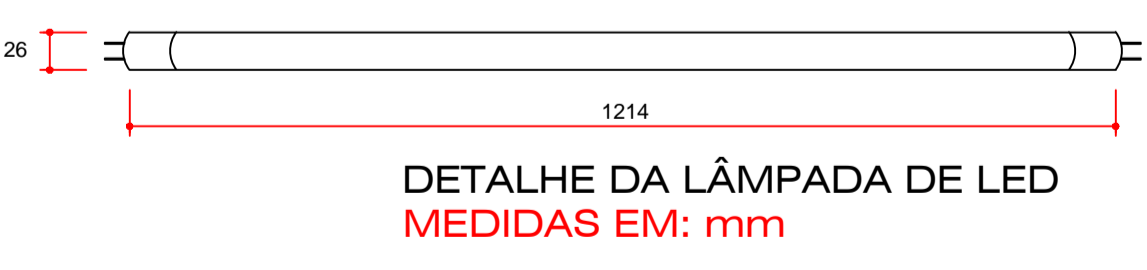 26
1214
DETALHE DA LÂMPADA DE LED
MEDIDAS EM: mm